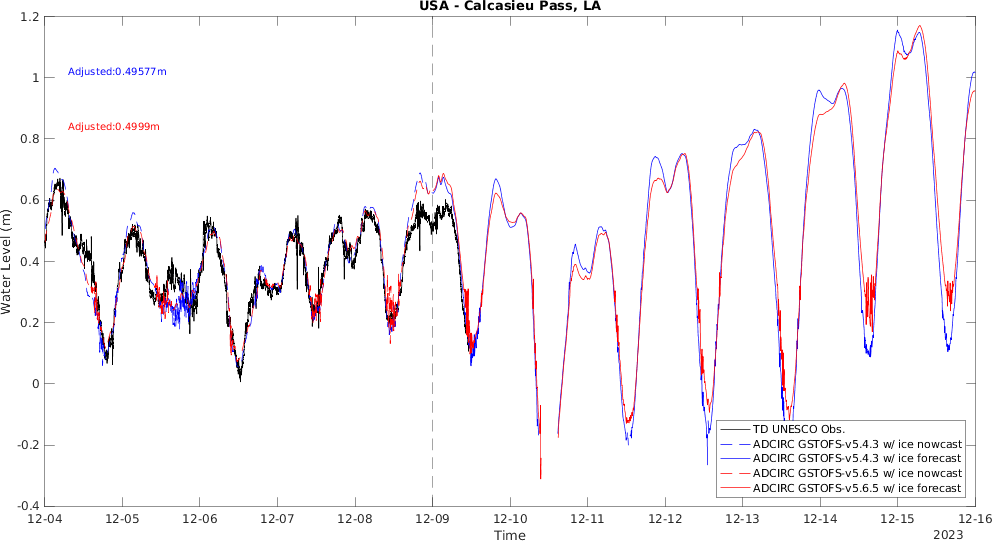 USA - Calcasieu Pass, LA
1.2
1
0.8
0.6
0.4
0.2
0
-0.2
-0.4
Water Level (m)
Adjusted:0.49577m
Adjusted:0.4999m
TD UNESCO Obs.
ADCIRC GSTOFS-v5.4.3 w/ ice nowcast
ADCIRC GSTOFS-v5.4.3 w/ ice forecast
ADCIRC GSTOFS-v5.6.5 w/ ice nowcast
ADCIRC GSTOFS-v5.6.5 w/ ice forecast
12-04 12-05 12-06 12-07 12-08 12-09 12-10 12-11 12-12 12-13 12-14 12-15 12-16
Time
2023